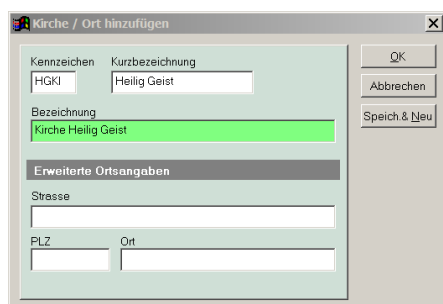 Kirche / Ort hinzufügen
Kennzeichen Kurzbezeichnung
HGKI Heilig Geist
Bezeichnung
Kirche Heilig Geist
Erweiterte Ortsangaben
Strasse
PLZ Ort
OK
Abbrechen
Speich.& Neu